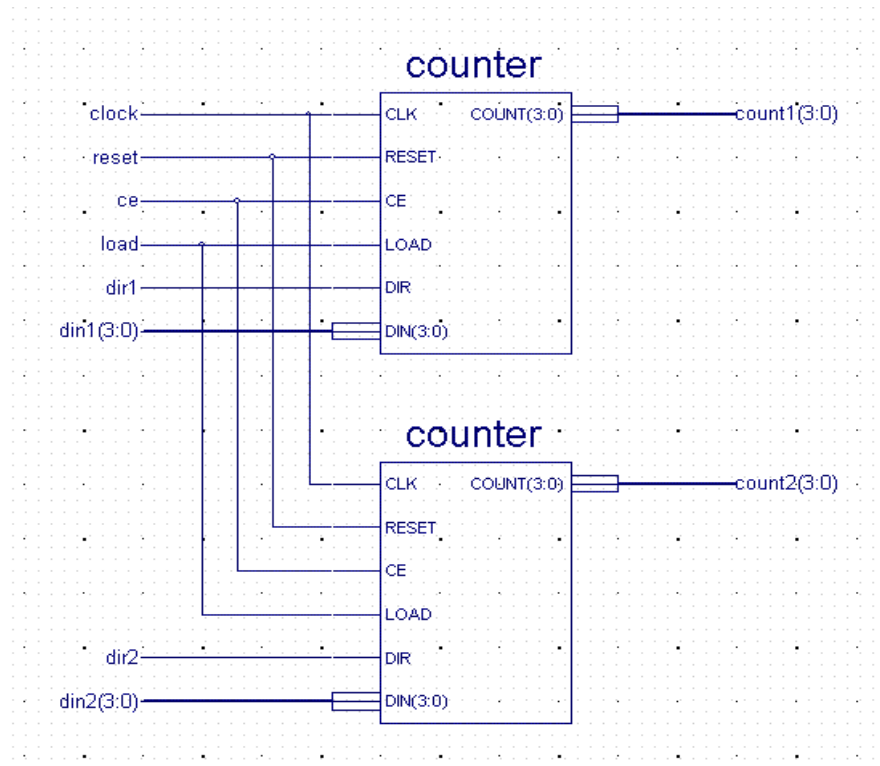 counter
clock CLK COUNT(3:0) count1(3:0)
reset RESET
ce CE
load LOAD
dir1 DIR
din1(3:0) DIN(3:0)
counter
CLK COUNT(3:0) count2(3:0)
RESET
CE
LOAD
dir2 DIR
din2(3:0) DIN(3:0)